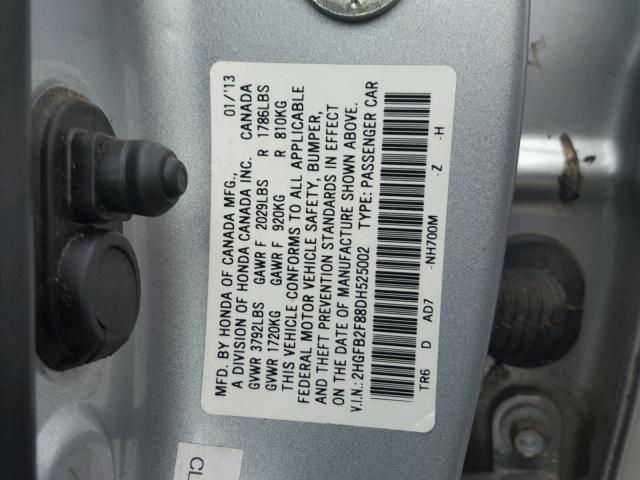 MFD. BY HONDA OF CANADA MFG., 01/'13
A DIVISION OF HONDA CANADA INC. CANADA
GVWR 3792LBS GAWR F 2029LBS R 1786LBS
GVWR 1720KG GAWR F 920KG R 810KG
THIS VEHICLE CONFORMS TO ALL APPLICABLE
FEDERAL MOTOR VEHICLE SAFETY, BUMPER,
AND THEFT PREVENTION STANDARDS IN EFFECT
ON THE DATE OF MANUFACTURE SHOWN ABOVE.
V.I.N.: 2HGFB2F88DH525002 TYPE: PASSENGER CAR
TR6 D AD7 -NH700M -Z -H
CL